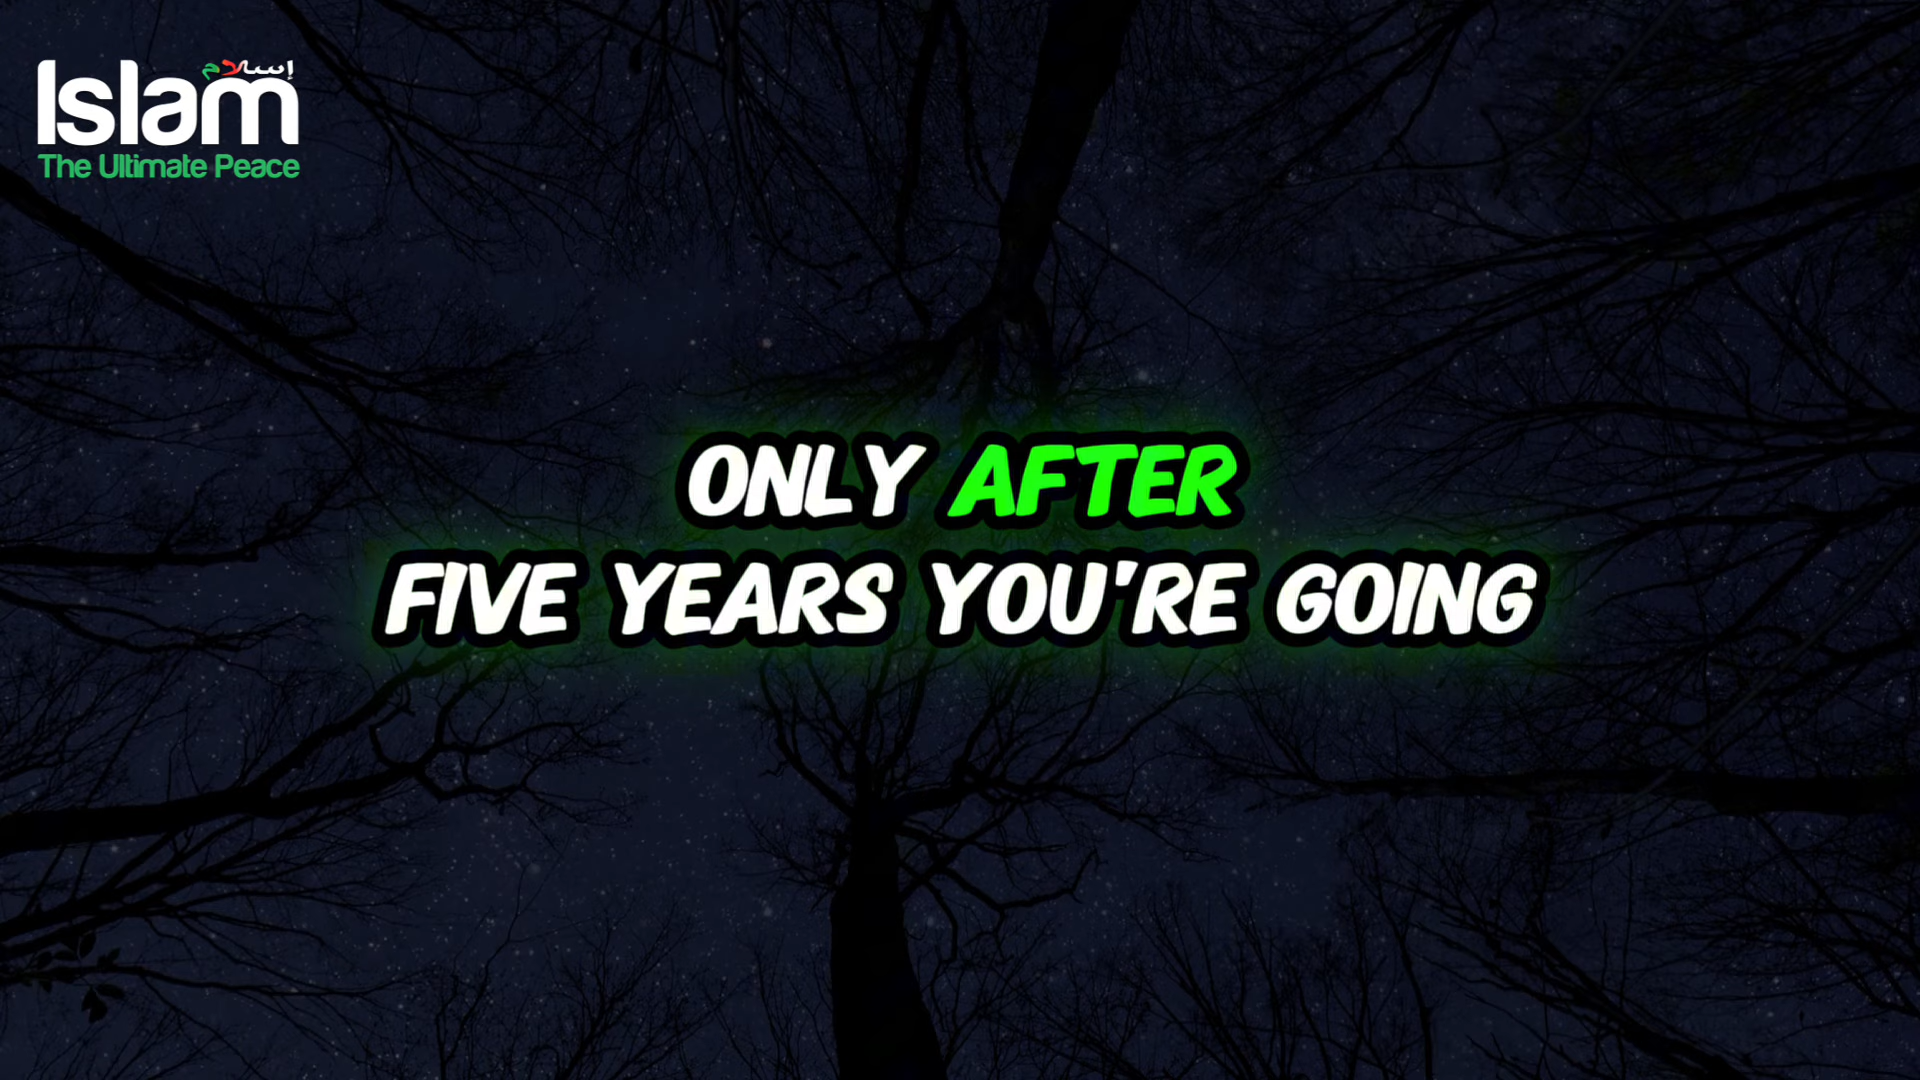 إسلام
Islam
The Ultimate Peace
ONLY AFTER
FIVE YEARS YOU'RE GOING